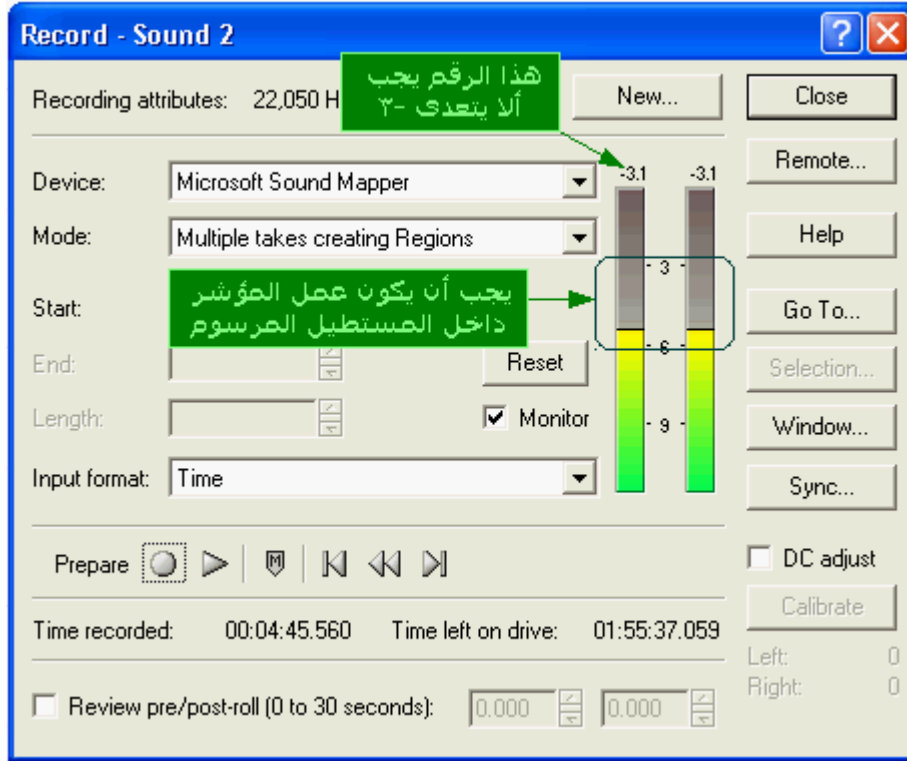 Record - Sound 2
هذا الرقم يجب
ألا يتعدى -٢
Recording attributes: 22,050 H
New...
Close
Remote...
-3.1 -3.1
Device: Microsoft Sound Mapper
Mode: Multiple takes creating Regions
Help
- 3 -
يجب أن يكون عمل المؤشر
داخل المستطيل المرسوم
Start:
Go To...
- 6 -
End:
Reset
Selection...
Length:
Monitor
- 9 -
Window...
Input format: Time
Sync...
Prepare
M
DC adjust
Calibrate
Time recorded: 00:04:45.560 Time left on drive: 01:55:37.059
Left: 0
Right: 0
Review pre/post-roll (0 to 30 seconds): 0.000 0.000